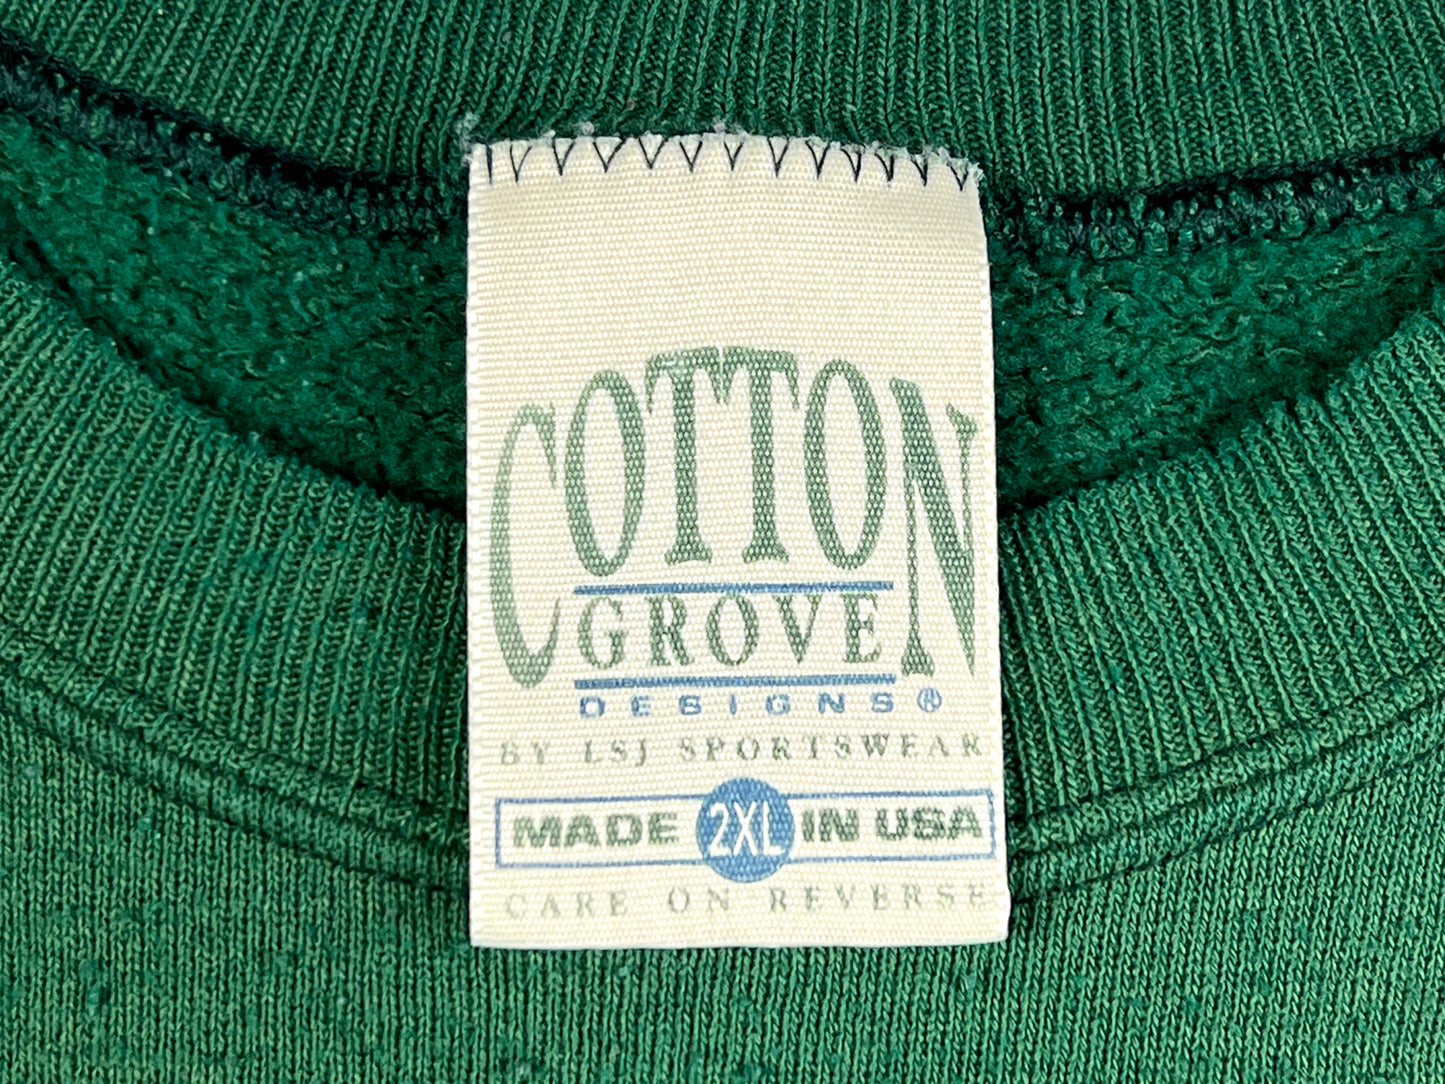 COTTON
GROVE
DESIGNS®
BY LSJ SPORTSWEAR
MADE 2XL IN USA
CARE ON REVERSE